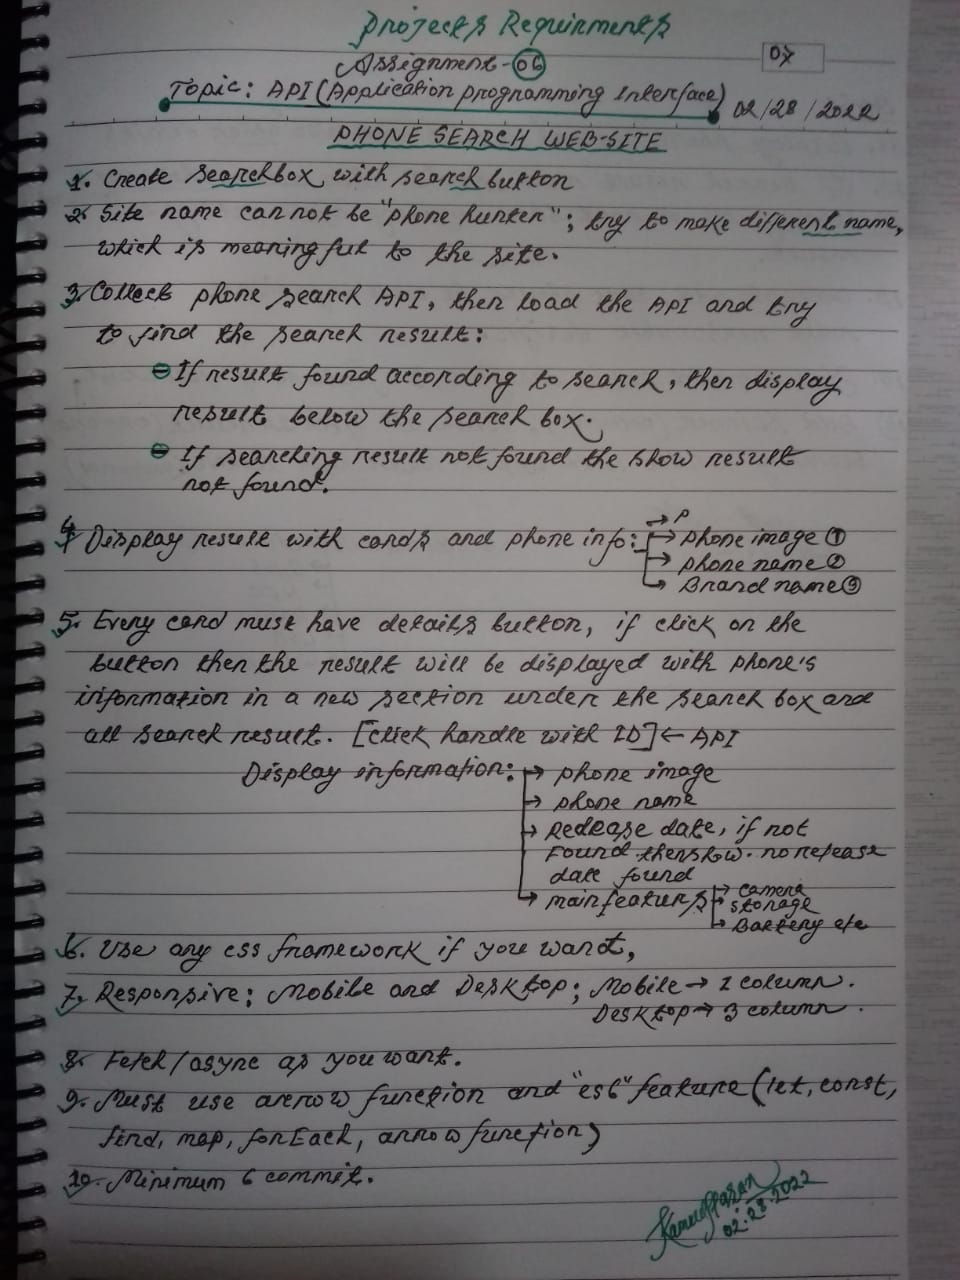 Projects Requirments
07
Assignment - 06
Topic: API (Application programming Interface)
02/28/2022
PHONE SEARCH WEB-SITE
1. Create searchbox with search button
2. Site name cannot be "phone hunter"; try to make different name,
which is meaningful to the site.
3. Collect phone search API, then load the API and try
to find the search result:
If result found according to search, then display
result below the search box.
If searching result not found the show result
not found.
→ P
4. Display result with cards and phone info: → phone image ①
→ phone name ②
→ Brand name ③
5. Every card must have details button, if click on the
button then the result will be displayed with phone's
information in a new section under the search box and
all search result. [click handle with ID] ← API
Display information: → phone image
→ phone name
→ Redease date, if not
found then show. no release
date found
→ main features → camera
→ storage
→ Battery etc
6. Use any css framework if you want,
7. Responsive: Mobile and Desktop; Mobile → 1 column.
Desktop → 3 column.
8. Fetch/async as you want.
9. Must use arrow function and "es6" feature (let, const,
find, map, forEach, arrow function)
10. Minimum 6 commit.
02.28.2022